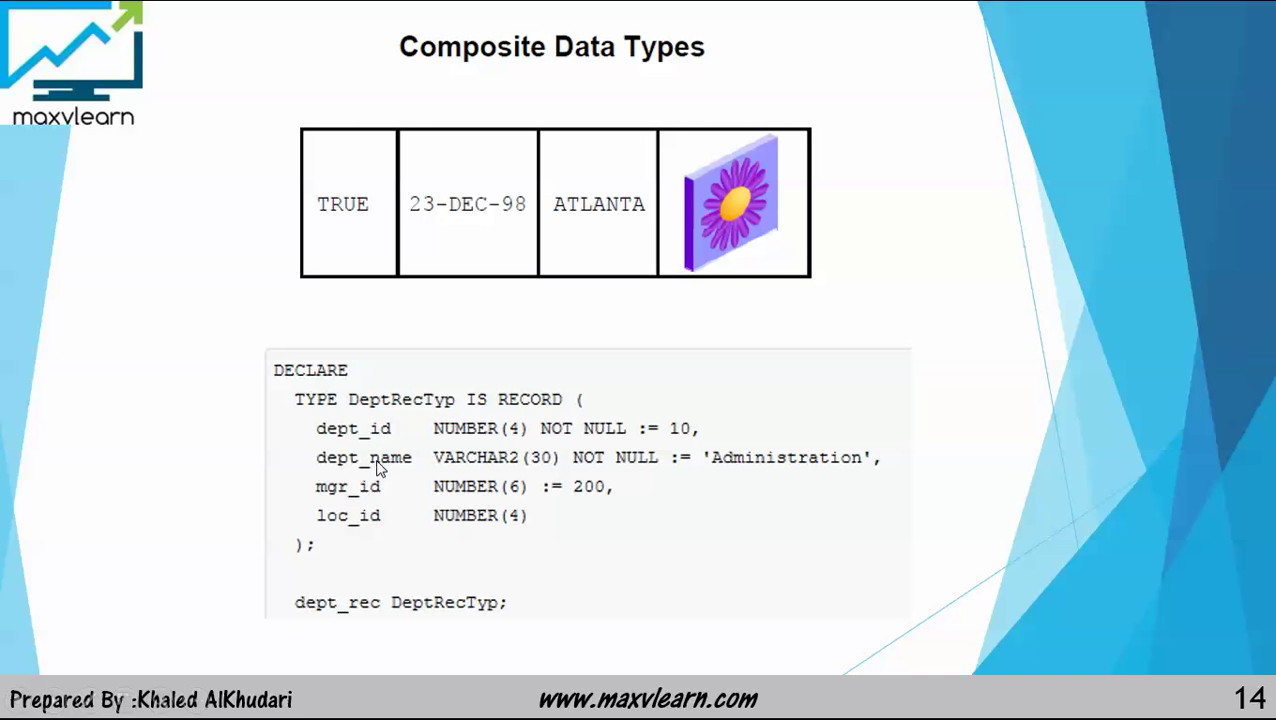 maxvlearn
Composite Data Types
TRUE 23-DEC-98 ATLANTA
DECLARE
TYPE DeptRecTyp IS RECORD (
dept_id NUMBER(4) NOT NULL := 10,
dept_name VARCHAR2(30) NOT NULL := 'Administration',
mgr_id NUMBER(6) := 200,
loc_id NUMBER(4)
);
dept_rec DeptRecTyp;
Prepared By :Khaled AlKhudari www.maxvlearn.com 14